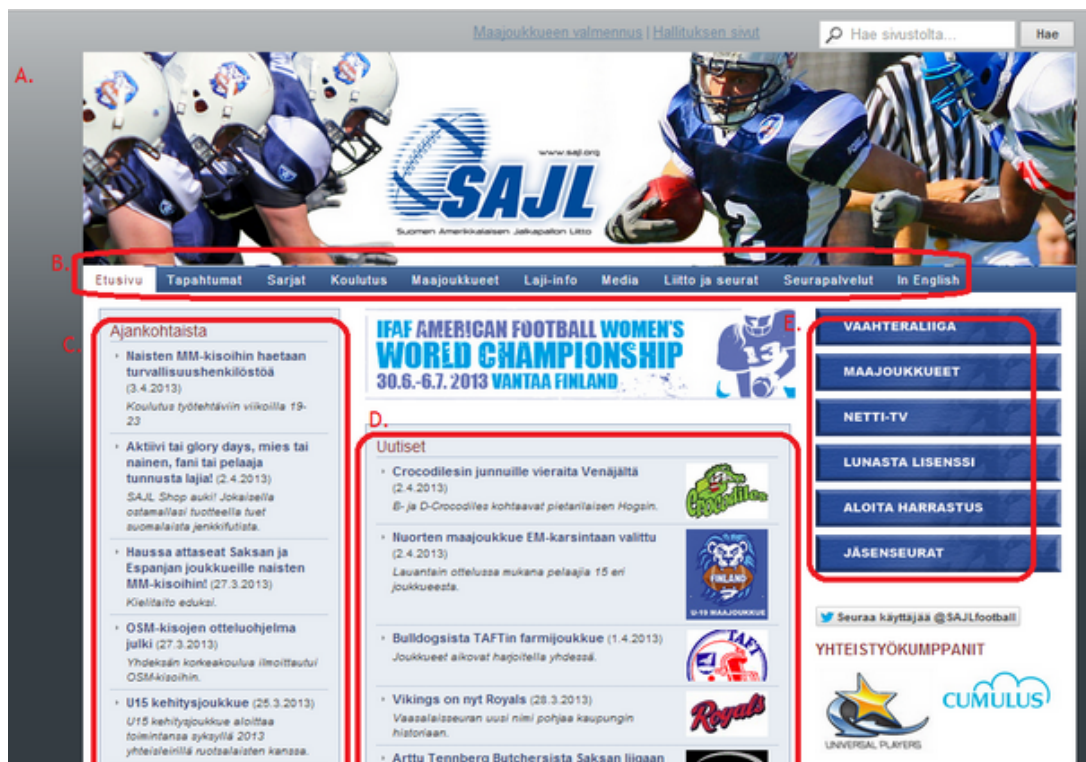 Maajoukkueen valmennus | Hallituksen sivut
Hae sivustolta...
Hae
A.
www.sajl.org
SAJL
Suomen Amerikkalaisen Jalkapallon Liitto
12
B.
Etusivu Tapahtumat Sarjat Koulutus Maajoukkueet Laji-info Media Liitto ja seurat Seurapalvelut In English
C.
Ajankohtaista
Naisten MM-kisoihin haetaan
turvallisuushenkilöstöä
(3.4.2013)
Koulutus työtehtäviin viikoilla 19-
23
Aktiivi tai glory days, mies tai
nainen, fani tai pelaaja
tunnusta lajia! (2.4.2013)
SAJL Shop auki! Jokaisella
ostamallasi tuotteella tuet
suomalaista jenkkifutista.
Haussa attaseat Saksan ja
Espanjan joukkueille naisten
MM-kisoihin! (27.3.2013)
Kielitaito eduksi.
OSM-kisojen otteluohjelma
julki (27.3.2013)
Yhdeksän korkeakoulua ilmoittautui
OSM-kisoihin.
U15 kehitysjoukkue (25.3.2013)
U15 kehitysjoukkue aloittaa
toimintansa syksyllä 2013
yhteisleirillä ruotsalaisten kanssa.
IFAF AMERICAN FOOTBALL WOMEN'S
WORLD CHAMPIONSHIP
30.6.-6.7. 2013 VANTAA FINLAND
13
D.
Uutiset
Crocodilesin junnuille vieraita Venäjältä
(2.4.2013)
B- ja D-Crocodiles kohtaavat pietarilaisen Hogsin.
Crocodiles
Nuorten maajoukkue EM-karsintaan valittu
(2.4.2013)
Lauantain ottelussa mukana pelaajia 15 eri
joukkueesta.
FINLAND
U-19 MAAJOUKKUE
Bulldogsista TAFTin farmijoukkue (1.4.2013)
Joukkueet aikovat harjoitella yhdessä.
TAFT
Vikings on nyt Royals (28.3.2013)
Vaasalaisseuran uusi nimi pohjaa kaupungin
historiaan.
Royals
Arttu Tennberg Butchersista Saksan liigaan
E.
VAAHTERALIIGA
MAAJOUKKUEET
NETTI-TV
LUNASTA LISENSSI
ALOITA HARRASTUS
JÄSENSEURAT
Seuraa käyttäjää @SAJLfootball
YHTEISTYÖKUMPPANIT
UNIVERSAL PLAYERS
CUMULUS